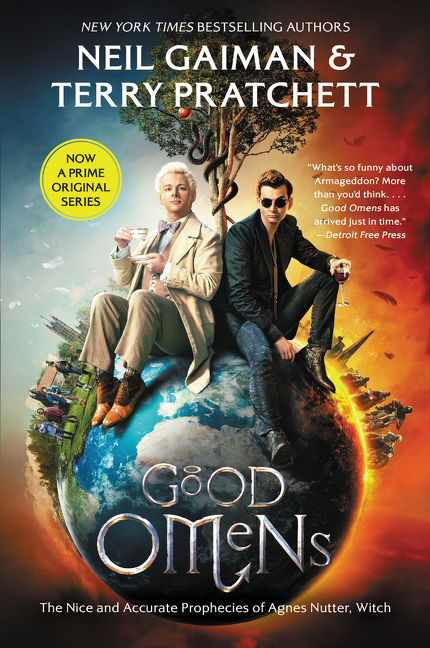 NEW YORK TIMES BESTSELLING AUTHORS
NEIL GAIMAN &
TERRY PRATCHETT
NOW
A PRIME
ORIGINAL
SERIES
"What's so funny about
Armageddon? More
than you'd think. . . .
Good Omens has
arrived just in time."
—Detroit Free Press
GOOD
OMENS
The Nice and Accurate Prophecies of Agnes Nutter, Witch